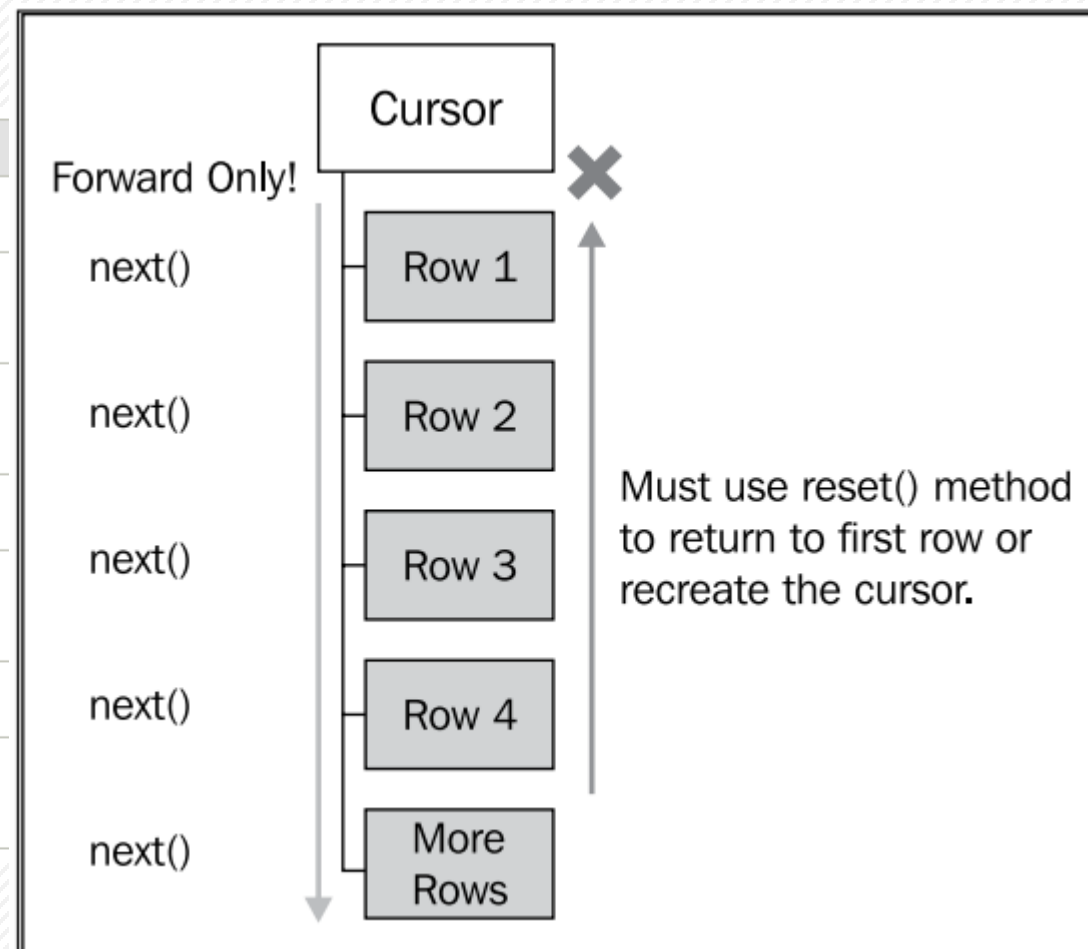 Cursor
Forward Only!
next()
Row 1
next()
Row 2
next()
Row 3
next()
Row 4
next()
More
Rows
Must use reset() method
to return to first row or
recreate the cursor.